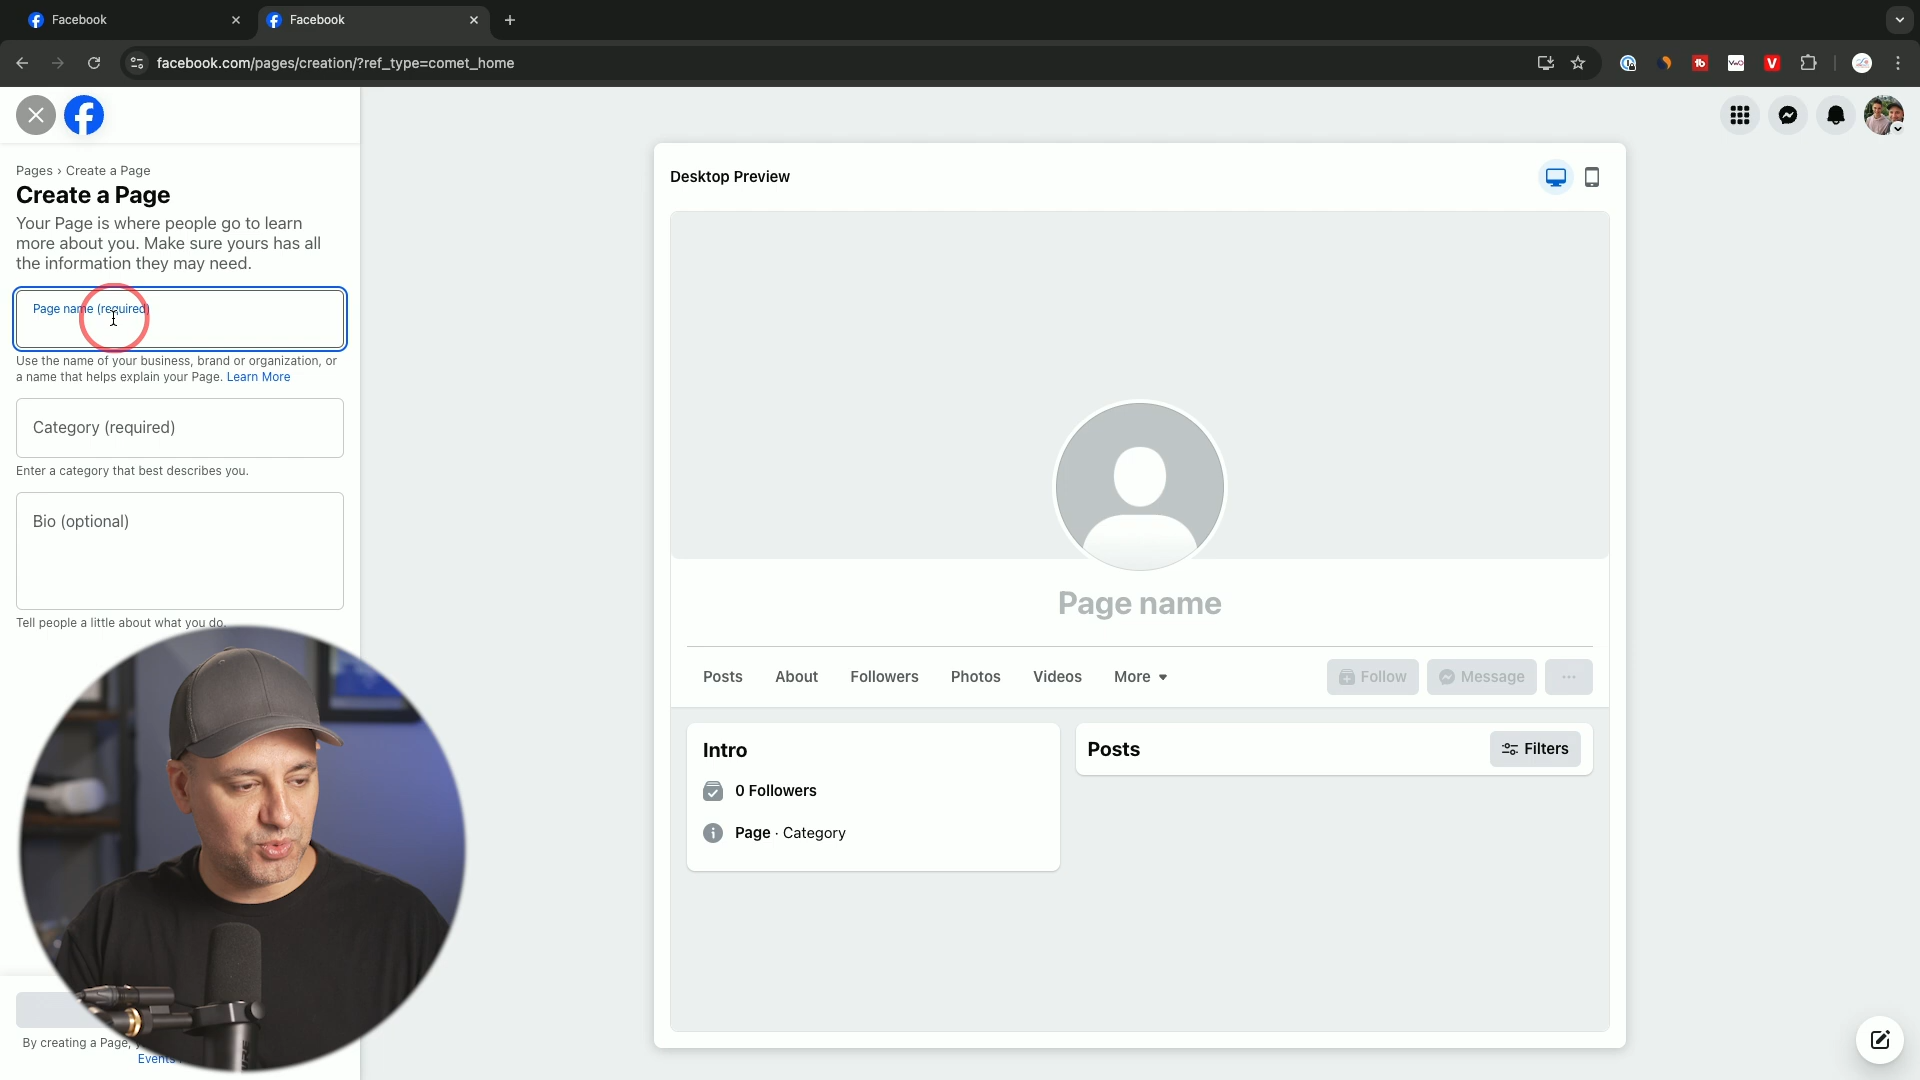 Facebook
Facebook
facebook.com/pages/creation/?ref_type=comet_home
Pages › Create a Page
Create a Page
Your Page is where people go to learn
more about you. Make sure yours has all
the information they may need.
Page name (required)
Use the name of your business, brand or organization, or
a name that helps explain your Page. Learn More
Category (required)
Enter a category that best describes you.
Bio (optional)
Tell people a little about what you do.
By creating a Page,
Events
Desktop Preview
Page name
Posts
About
Followers
Photos
Videos
More
Follow
Message
Intro
0 Followers
Page · Category
Posts
Filters